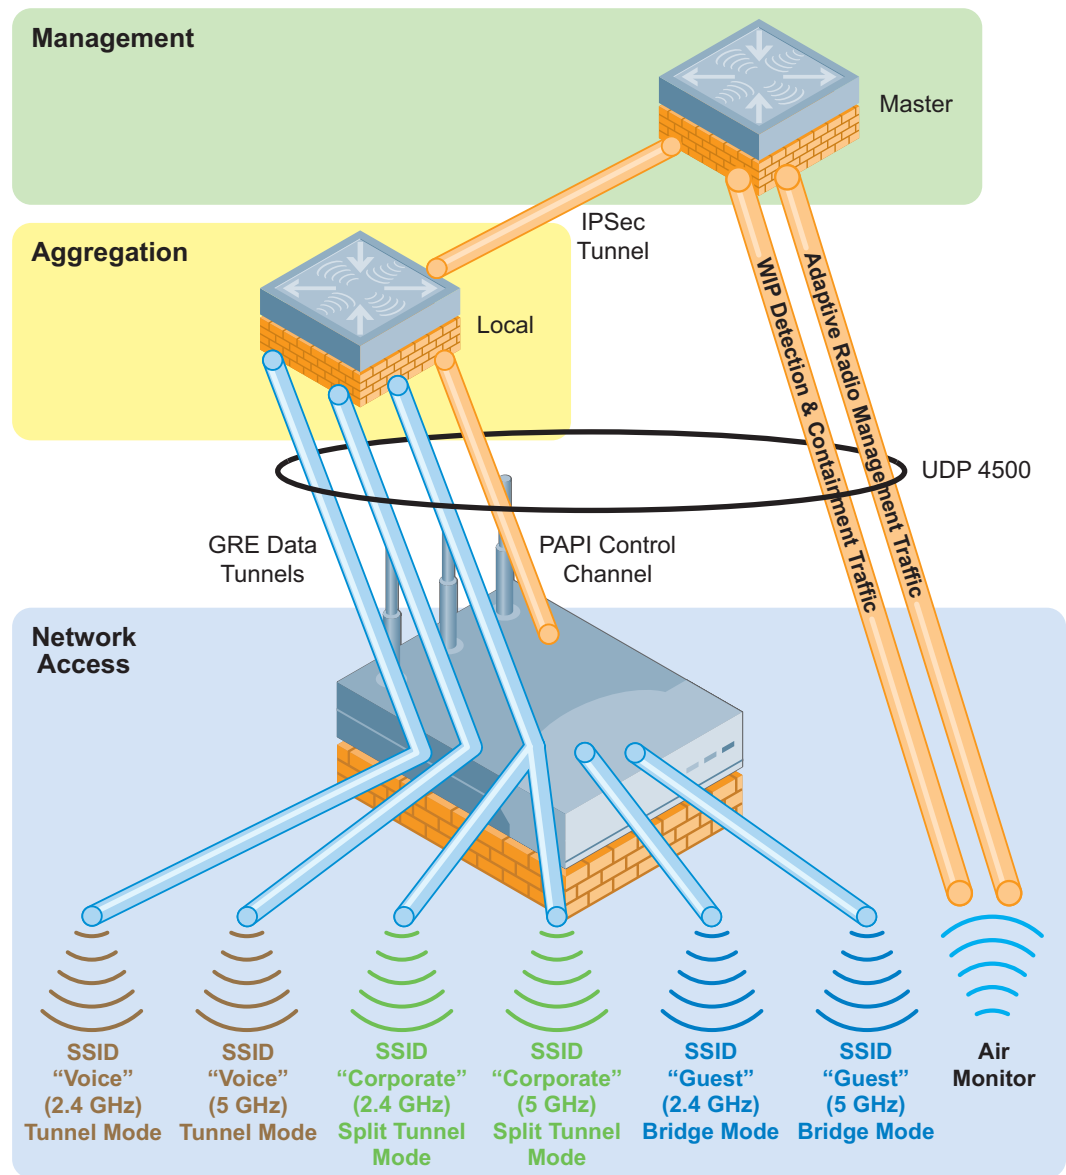 Management
Master
IPSec
Tunnel
Aggregation
Local
WIP Detection & Containment Traffic
Adaptive Radio Management Traffic
UDP 4500
GRE Data
Tunnels
PAPI Control
Channel
Network
Access
SSID
“Voice”
(2.4 GHz)
Tunnel Mode
SSID
“Voice”
(5 GHz)
Tunnel Mode
SSID
“Corporate”
(2.4 GHz)
Split Tunnel
Mode
SSID
“Corporate”
(5 GHz)
Split Tunnel
Mode
SSID
“Guest”
(2.4 GHz)
Bridge Mode
SSID
“Guest”
(5 GHz)
Bridge Mode
Air
Monitor